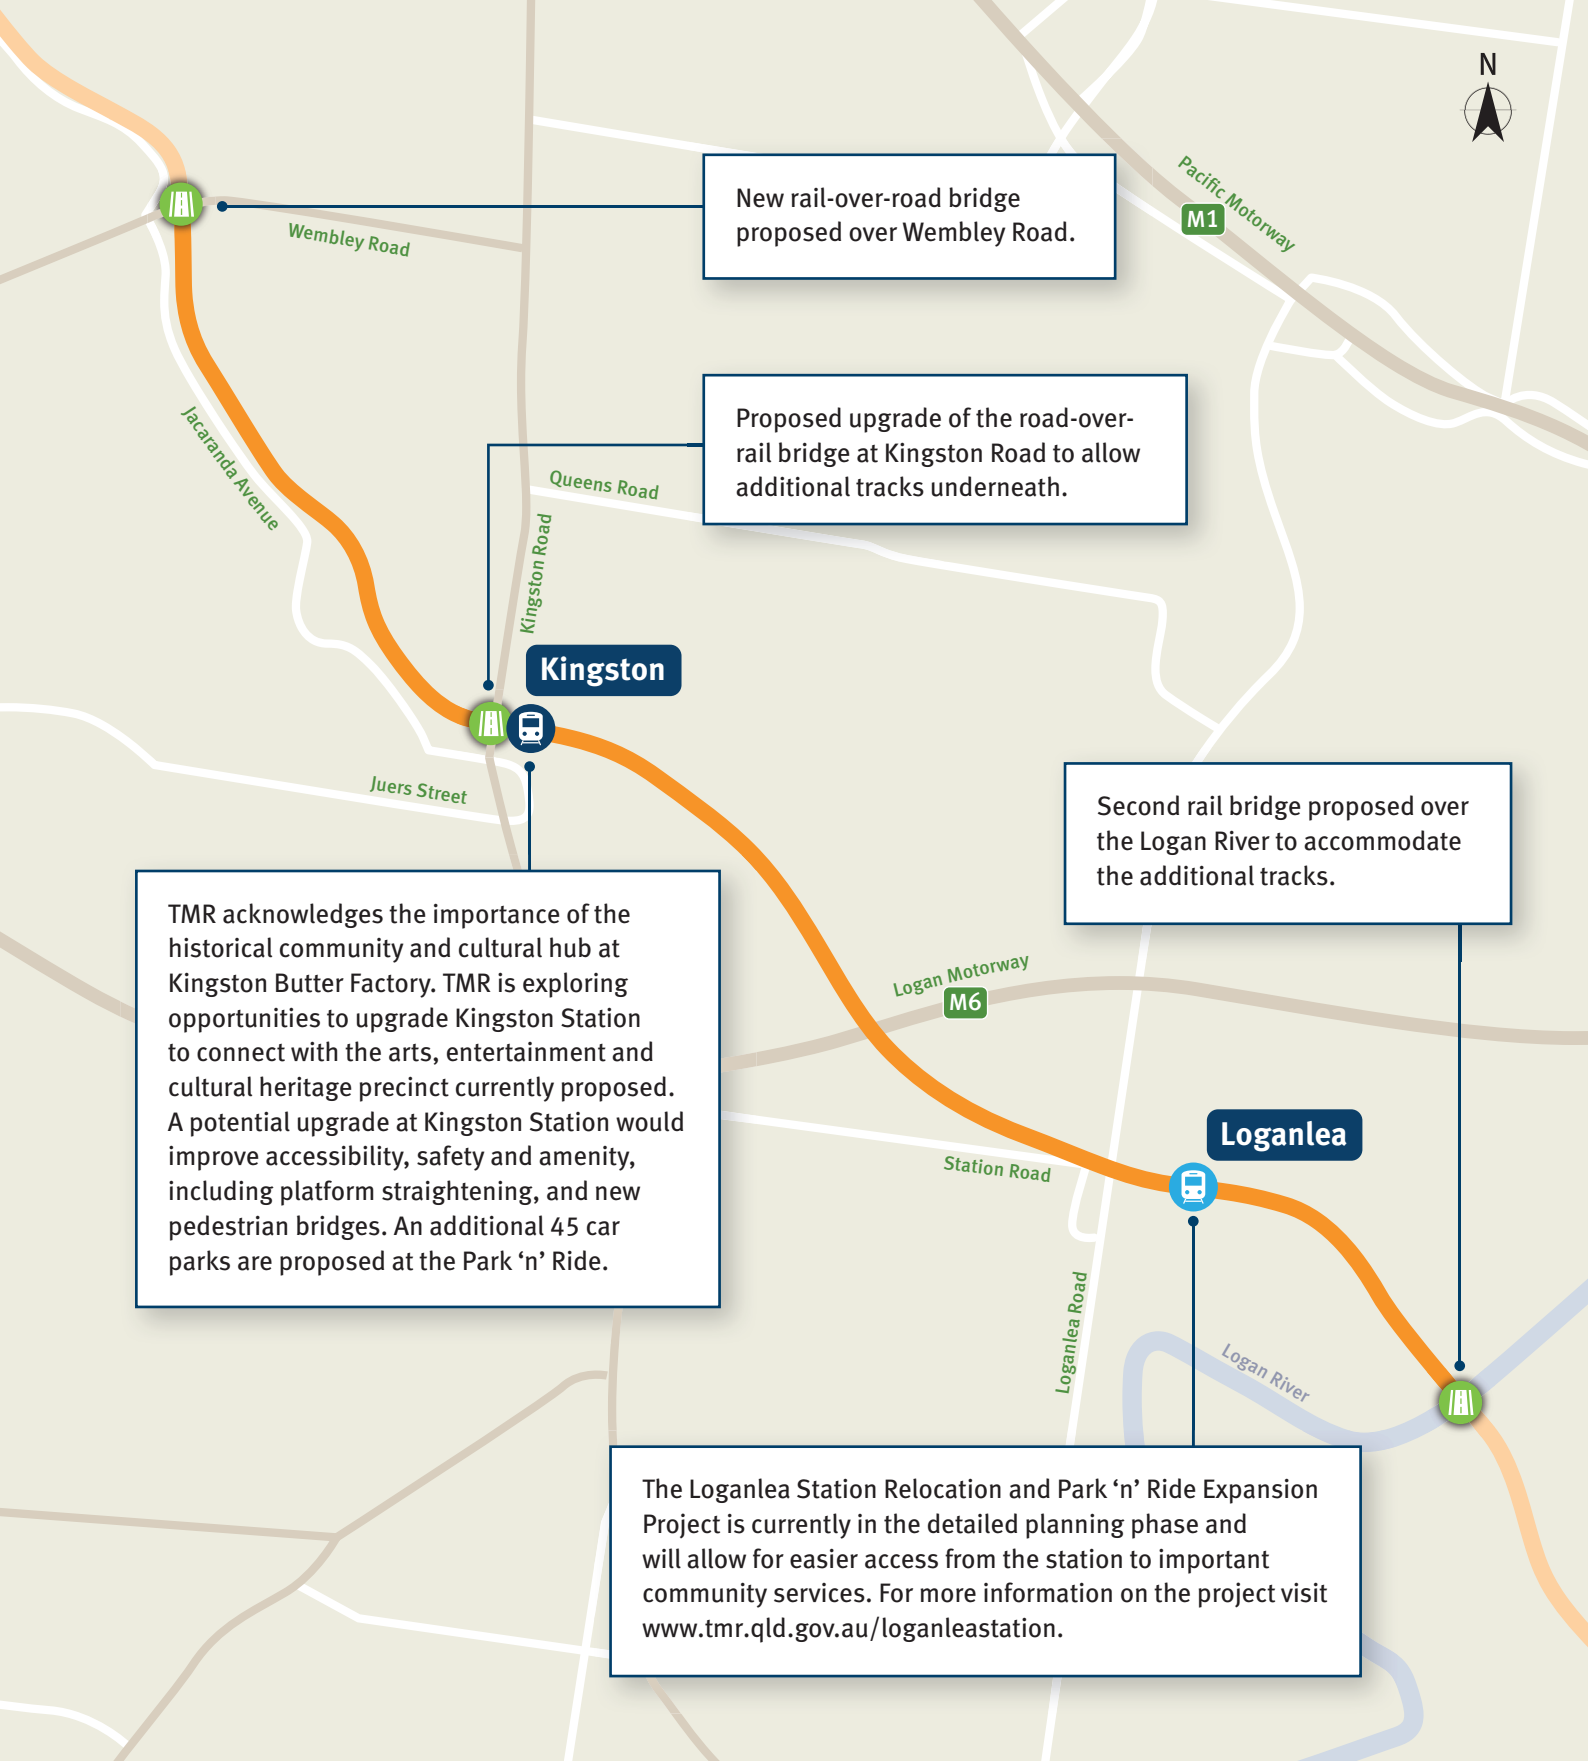 N
Pacific Motorway
M1
New rail-over-road bridge
proposed over Wembley Road.
Wembley Road
Proposed upgrade of the road-over-
rail bridge at Kingston Road to allow
additional tracks underneath.
Jacaranda Avenue
Queens Road
Kingston Road
Kingston
Juers Street
Second rail bridge proposed over
the Logan River to accommodate
the additional tracks.
TMR acknowledges the importance of the
historical community and cultural hub at
Kingston Butter Factory. TMR is exploring
opportunities to upgrade Kingston Station
to connect with the arts, entertainment and
cultural heritage precinct currently proposed.
A potential upgrade at Kingston Station would
improve accessibility, safety and amenity,
including platform straightening, and new
pedestrian bridges. An additional 45 car
parks are proposed at the Park ‘n’ Ride.
Logan Motorway
M6
Loganlea
Station Road
Loganlea Road
Logan River
The Loganlea Station Relocation and Park ‘n’ Ride Expansion
Project is currently in the detailed planning phase and
will allow for easier access from the station to important
community services. For more information on the project visit
www.tmr.qld.gov.au/loganleastation.